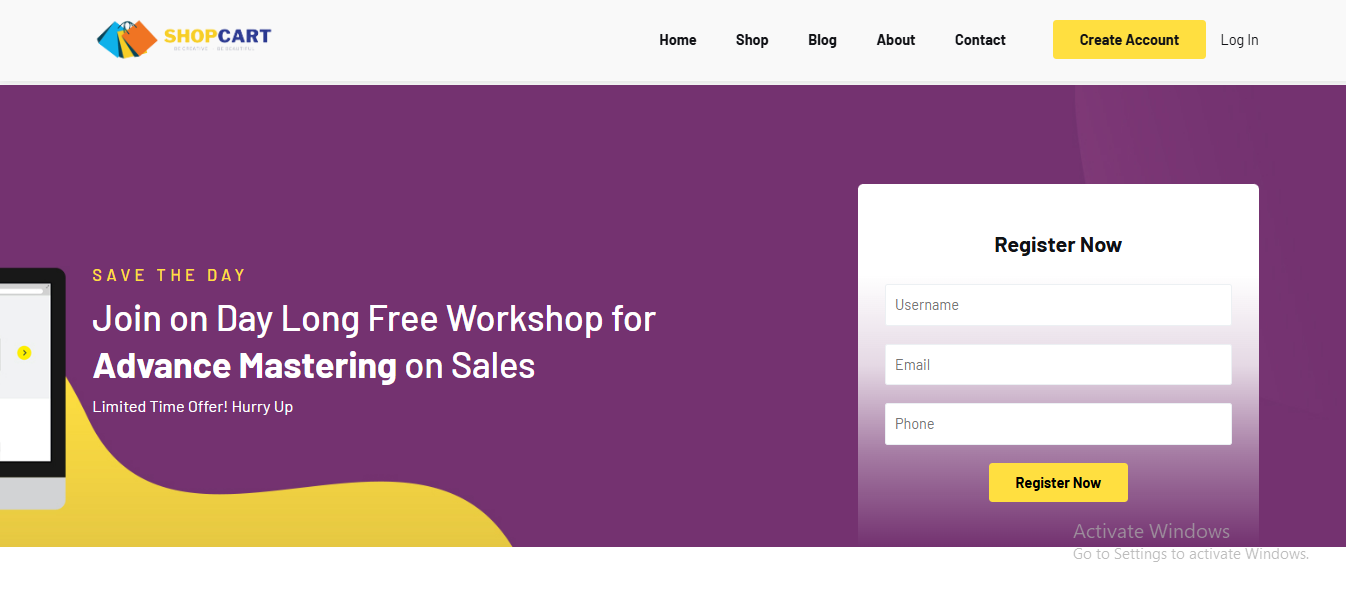 SHOPCART
BE CREATIVE BE BEAUTIFUL
Home Shop Blog About Contact Create Account Log In
SAVE THE DAY
Join on Day Long Free Workshop for
Advance Mastering on Sales
Limited Time Offer! Hurry Up
Register Now
Username
Email
Phone
Register Now
Activate Windows
Go to Settings to activate Windows.